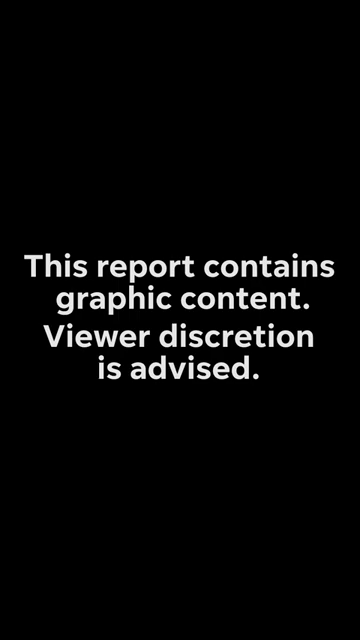 This report contains
graphic content.
Viewer discretion
is advised.